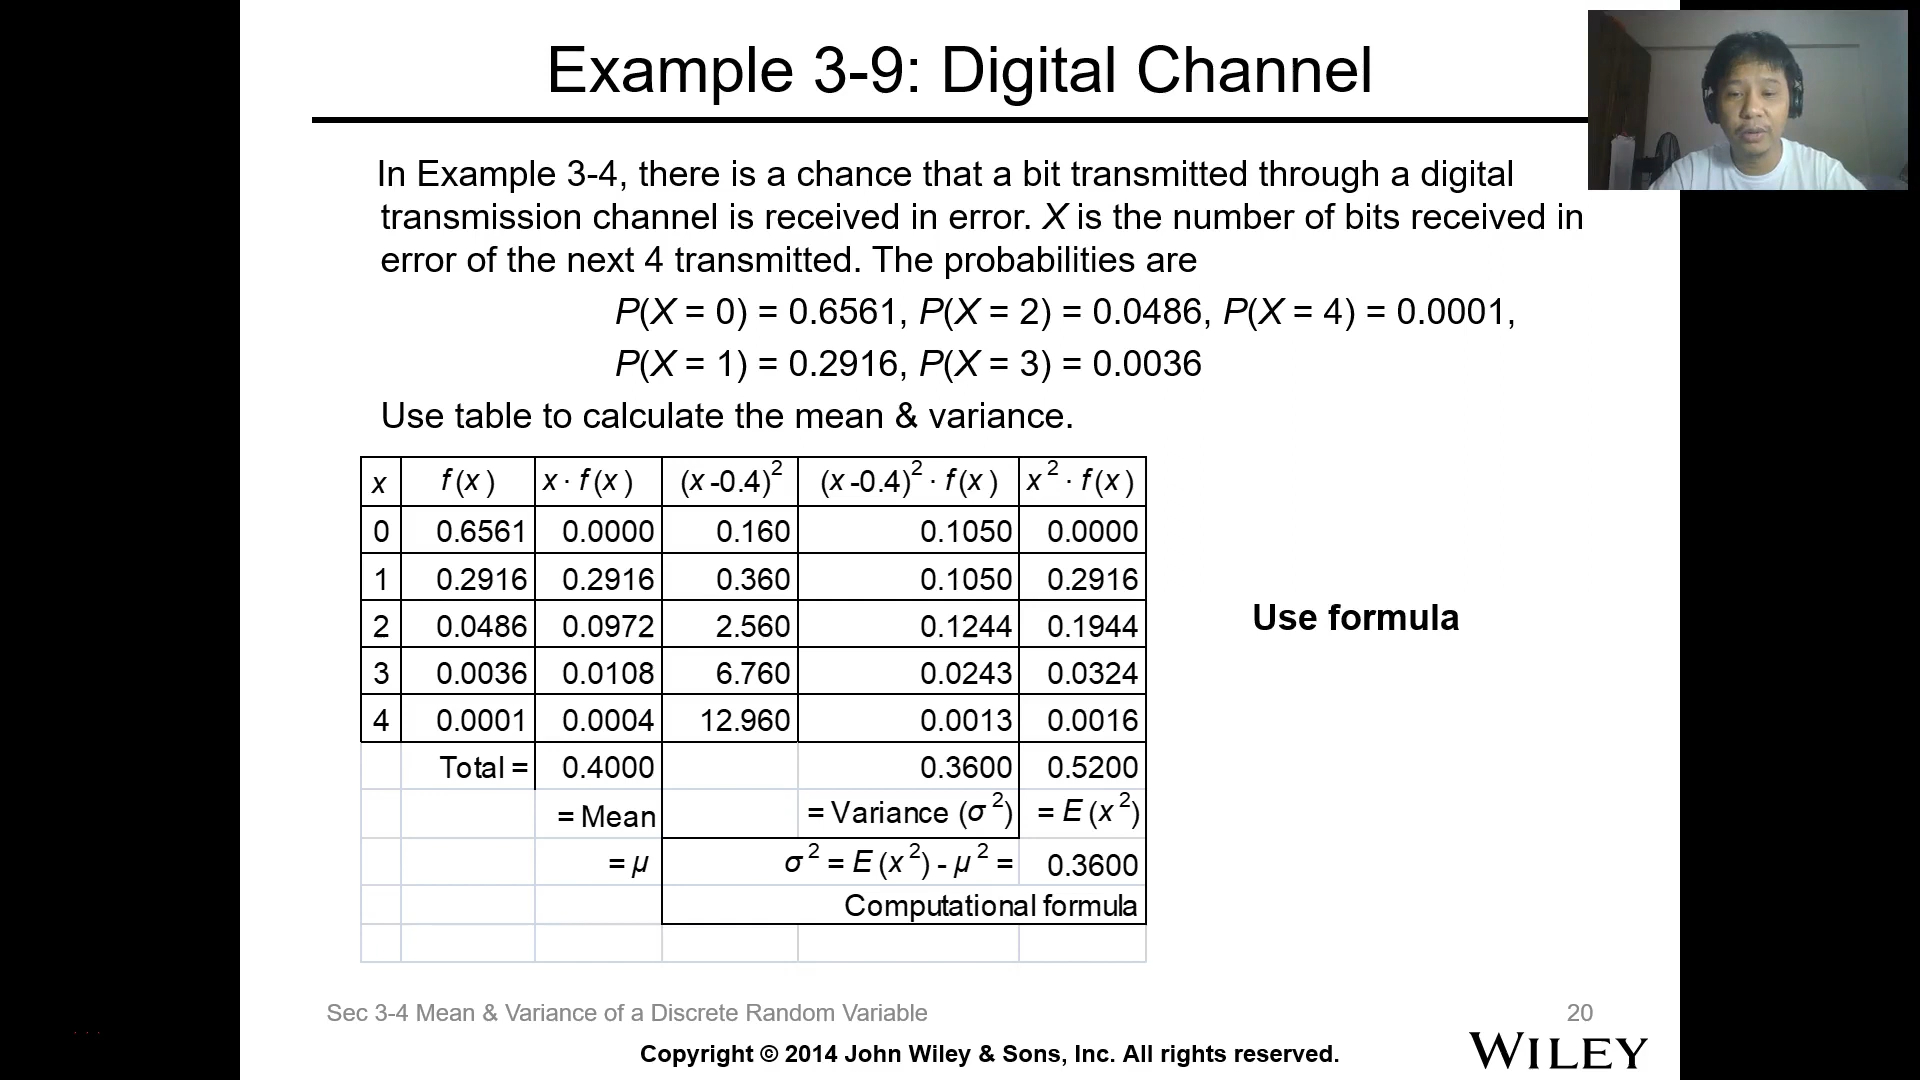 Example 3-9: Digital Channel
In Example 3-4, there is a chance that a bit transmitted through a digital
transmission channel is received in error. X is the number of bits received in
error of the next 4 transmitted. The probabilities are
P(X = 0) = 0.6561, P(X = 2) = 0.0486, P(X = 4) = 0.0001,
P(X = 1) = 0.2916, P(X = 3) = 0.0036
Use table to calculate the mean & variance.
x f(x) x · f(x) (x-0.4)² (x-0.4)² · f(x) x² · f(x)
0 0.6561 0.0000 0.160 0.1050 0.0000
1 0.2916 0.2916 0.360 0.1050 0.2916
2 0.0486 0.0972 2.560 0.1244 0.1944
3 0.0036 0.0108 6.760 0.0243 0.0324
4 0.0001 0.0004 12.960 0.0013 0.0016
Total = 0.4000 0.3600 0.5200
= Mean = Variance (σ²) = E(x²)
= μ σ² = E(x²) - μ² = 0.3600
Computational formula
Use formula
Sec 3-4 Mean & Variance of a Discrete Random Variable 20
Copyright © 2014 John Wiley & Sons, Inc. All rights reserved.
WILEY